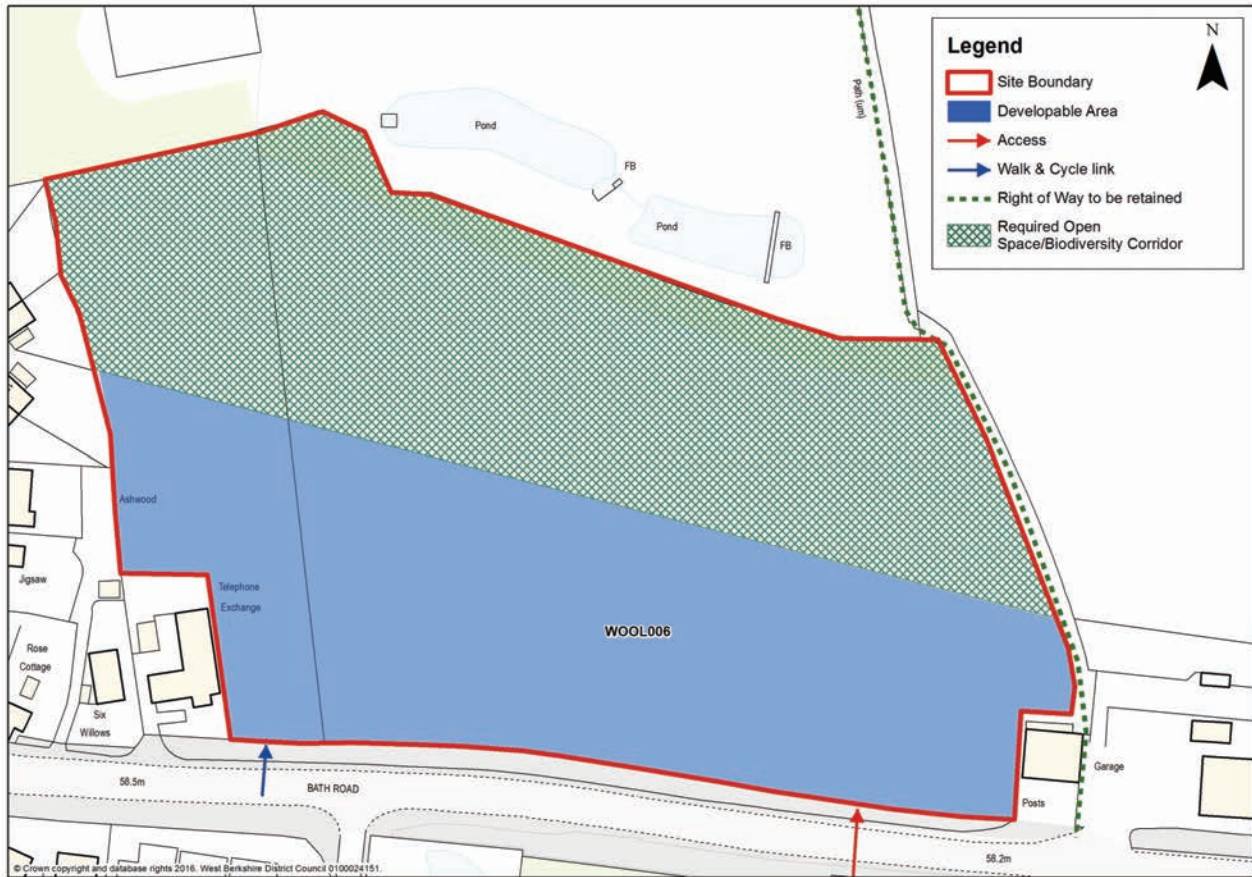 Legend
N
Site Boundary
Developable Area
Access
Walk & Cycle link
Right of Way to be retained
Required Open
Space/Biodiversity Corridor
Path (um)
Pond
FB
Pond
FB
Ashwood
Telephone
Exchange
Jigsaw
WOOL006
Rose
Cottage
Six
Willows
Garage
Posts
58.5m
BATH ROAD
58.2m
© Crown copyright and database rights 2016. West Berkshire District Council 0100024151.